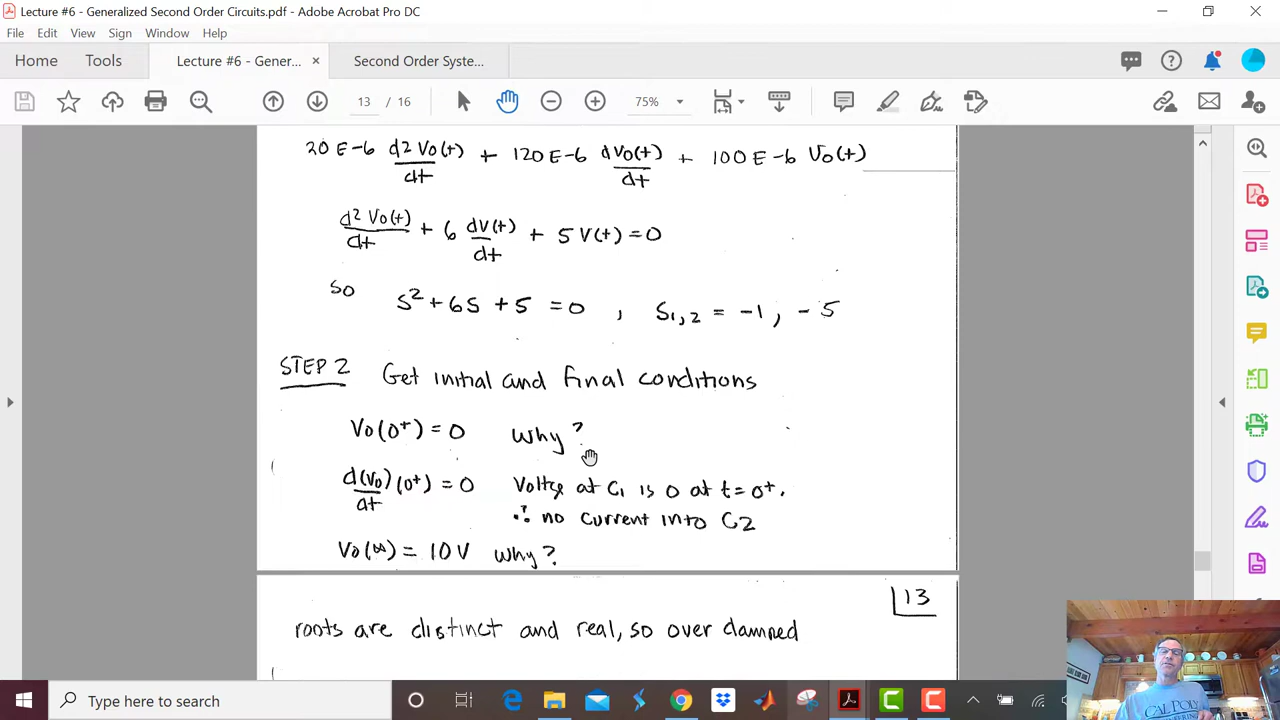 Lecture #6 - Generalized Second Order Circuits.pdf - Adobe Acrobat Pro DC
File Edit View Sign Window Help
Home Tools Lecture #6 - Gener... × Second Order Syste...
13 / 16 75%
20 E-6 d2 Vo(t)/dt + 120 E-6 dVo(t)/dt + 100 E-6 Vo(t)
d2 Vo(t)/dt + 6 dV(t)/dt + 5 V(t) = 0
so S^2 + 6S + 5 = 0 , S1,2 = -1, -5
STEP 2 Get initial and final conditions
Vo(0+) = 0 Why?
d(Vo)/dt (0+) = 0 Voltge at C1 is 0 at t=0+.
∴ no current into C2
Vo(∞) = 10V why?
13
roots are distinct and real, so over damped
Type here to search
CAL POLY